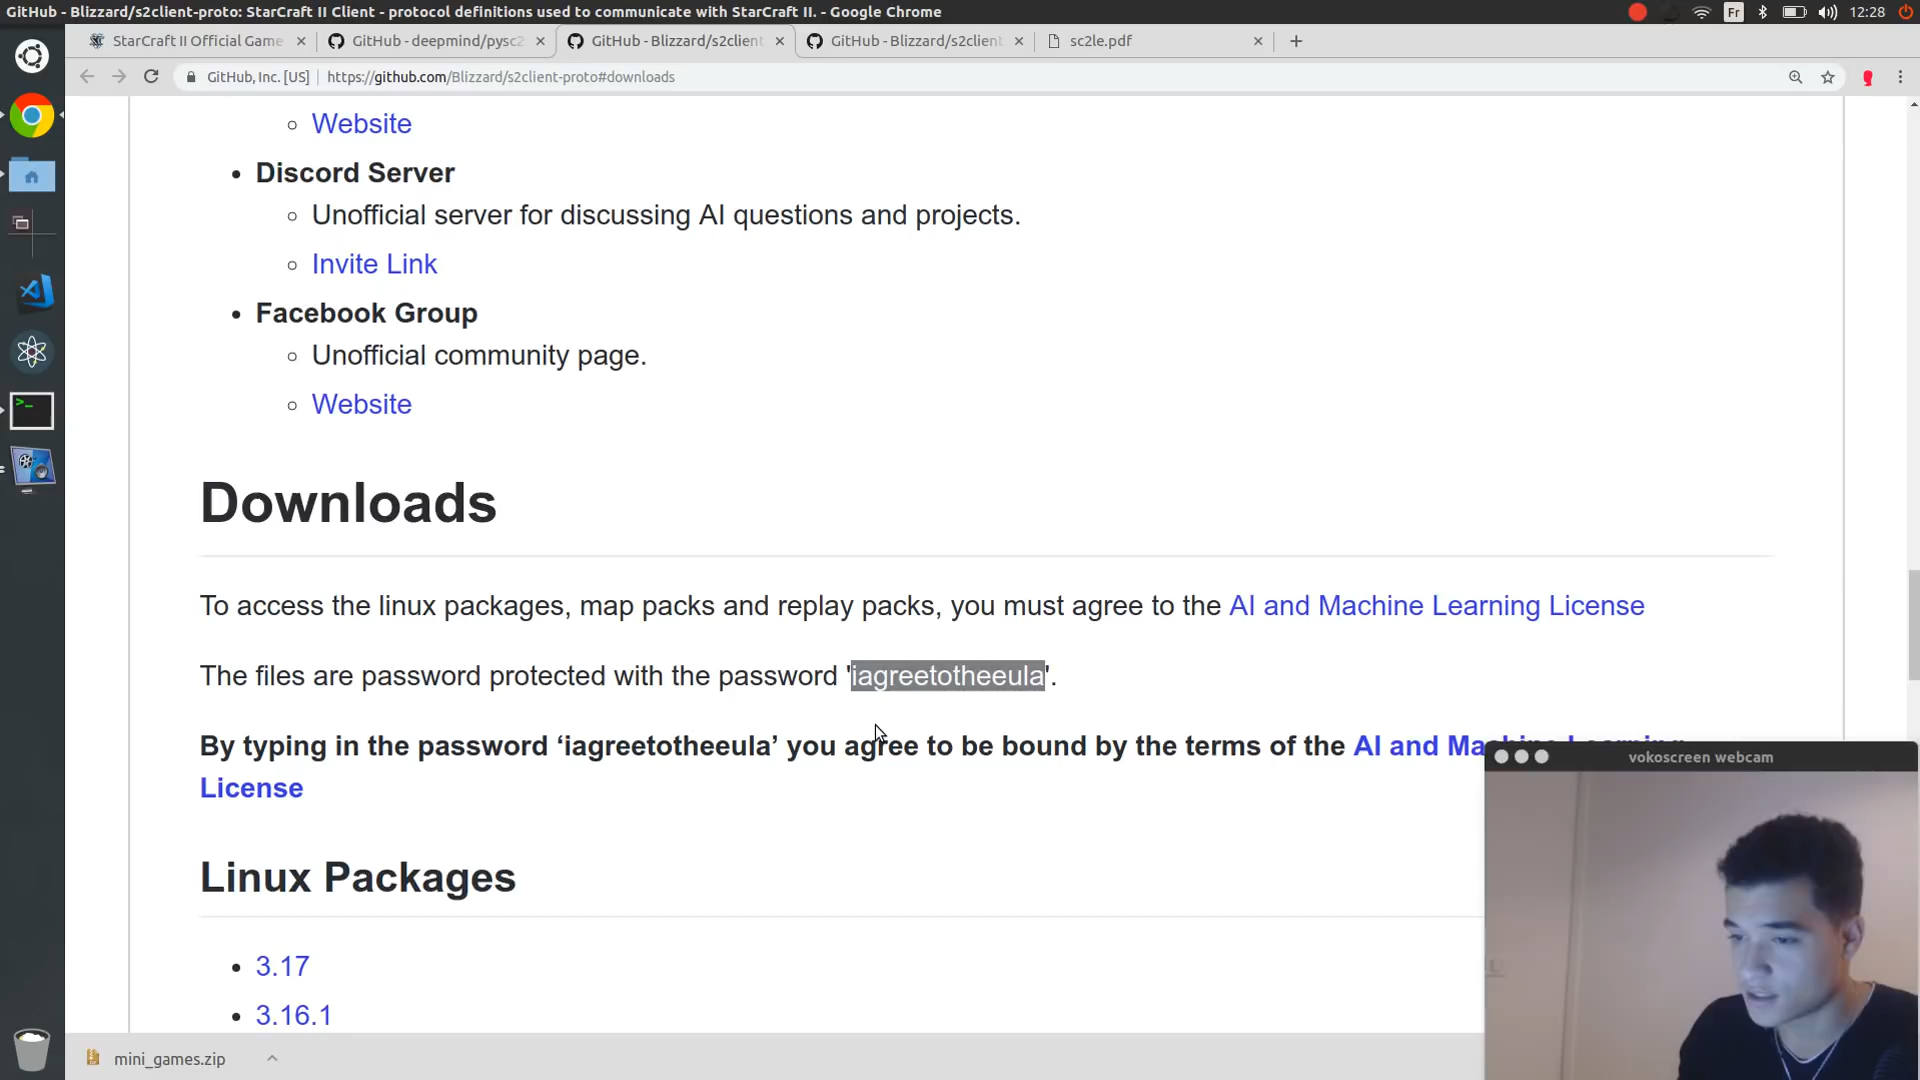 GitHub - Blizzard/s2client-proto: StarCraft II Client - protocol definitions used to communicate with StarCraft II. - Google Chrome
Fr
12:28
StarCraft II Official Game
GitHub - deepmind/pysc2
GitHub - Blizzard/s2client
GitHub - Blizzard/s2client
sc2le.pdf
GitHub, Inc. [US]
https://github.com/Blizzard/s2client-proto#downloads
Website
Discord Server
Unofficial server for discussing AI questions and projects.
Invite Link
Facebook Group
Unofficial community page.
Website
Downloads
To access the linux packages, map packs and replay packs, you must agree to the AI and Machine Learning License
The files are password protected with the password 'iagreetotheeula'.
By typing in the password ‘iagreetotheeula’ you agree to be bound by the terms of the AI and Machine Learning
License
vokoscreen webcam
Linux Packages
3.17
3.16.1
mini_games.zip